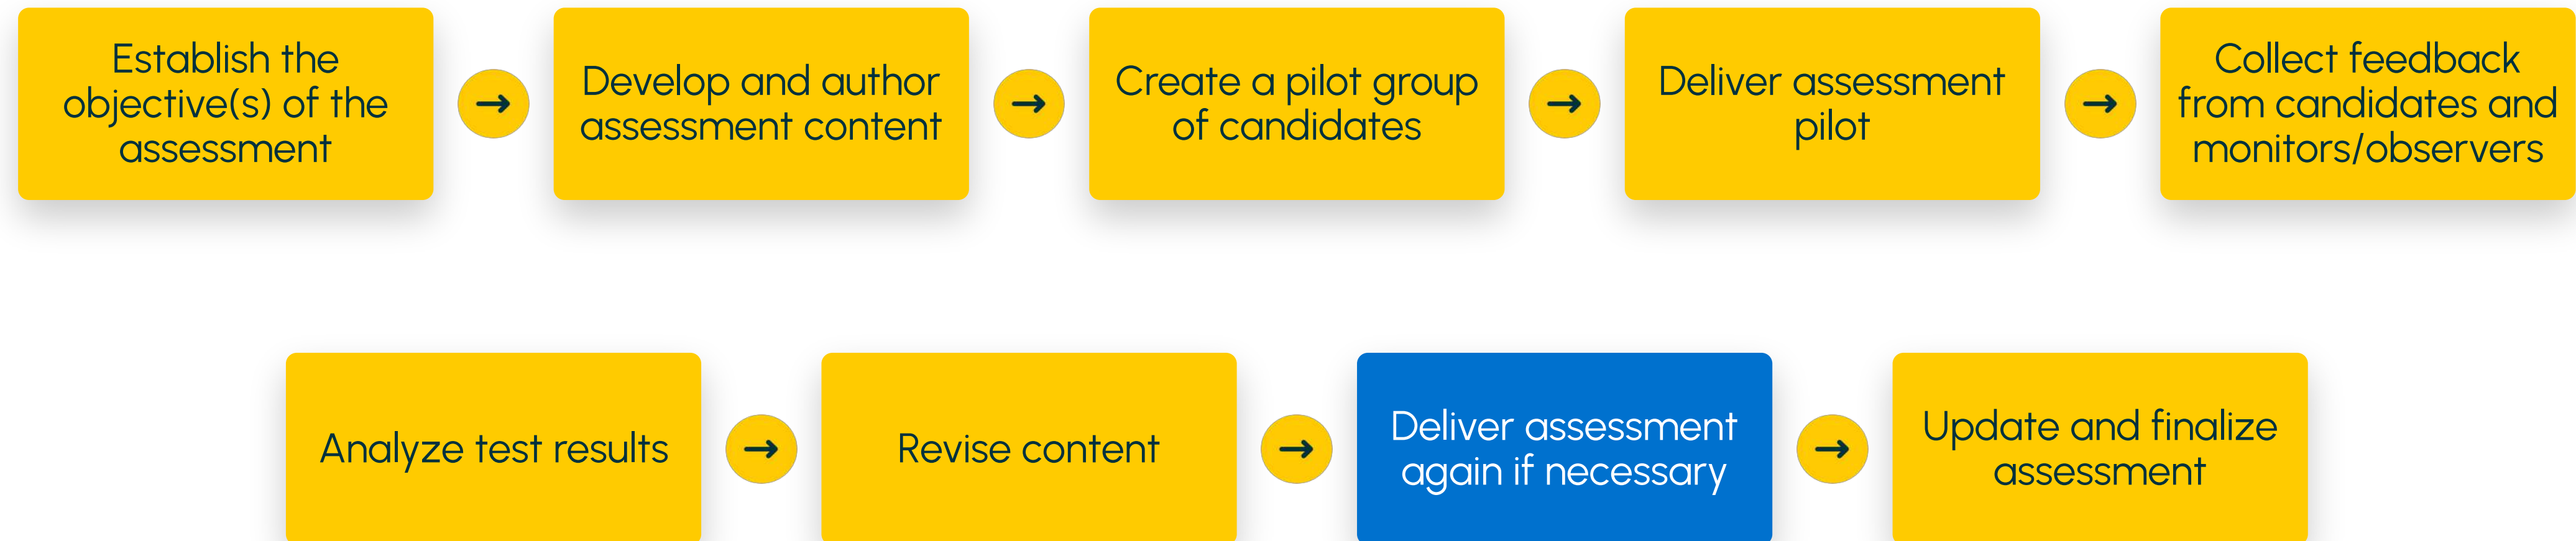 Establish the
objective(s) of the
assessment
Develop and author
assessment content
Create a pilot group
of candidates
Deliver assessment
pilot
Collect feedback
from candidates and
monitors/observers
Analyze test results
Revise content
Deliver assessment
again if necessary
Update and finalize
assessment